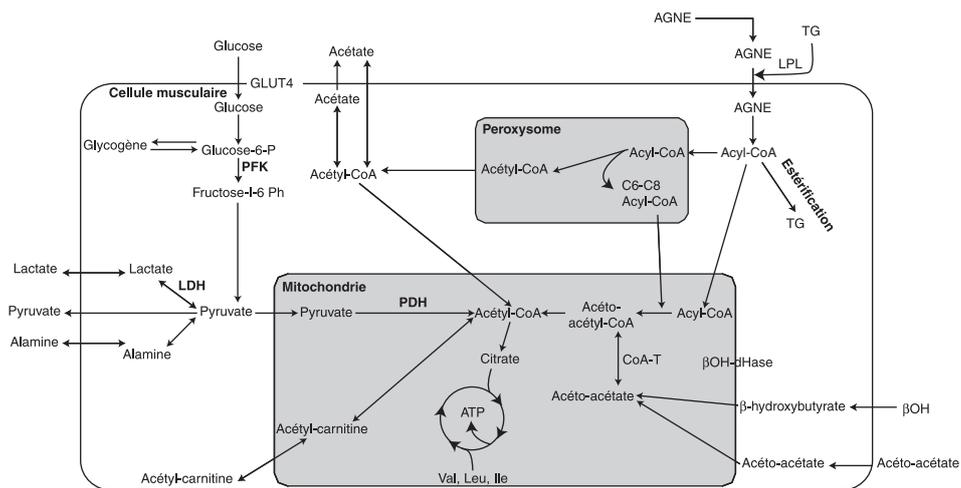 AGNE
TG
Glucose
Acétate
AGNE
LPL
GLUT4
Cellule musculaire
Acétate
Glucose
AGNE
Peroxysome
Glycogène
Glucose-6-P
PFK
Acétyl-CoA
Acétyl-CoA
Acyl-CoA
Acyl-CoA
Estérification
Fructose-I-6 Ph
C6-C8
Acyl-CoA
TG
Lactate
Lactate
LDH
Mitochondrie
PDH
Pyruvate
Pyruvate
Pyruvate
Acétyl-CoA
Acéto-
acétyl-CoA
Acyl-CoA
Alamine
Alamine
Citrate
CoA-T
βOH-dHase
Acéto-acétate
ATP
β-hydroxybutyrate
βOH
Acétyl-carnitine
Acétyl-carnitine
Val, Leu, Ile
Acéto-acétate
Acéto-acétate